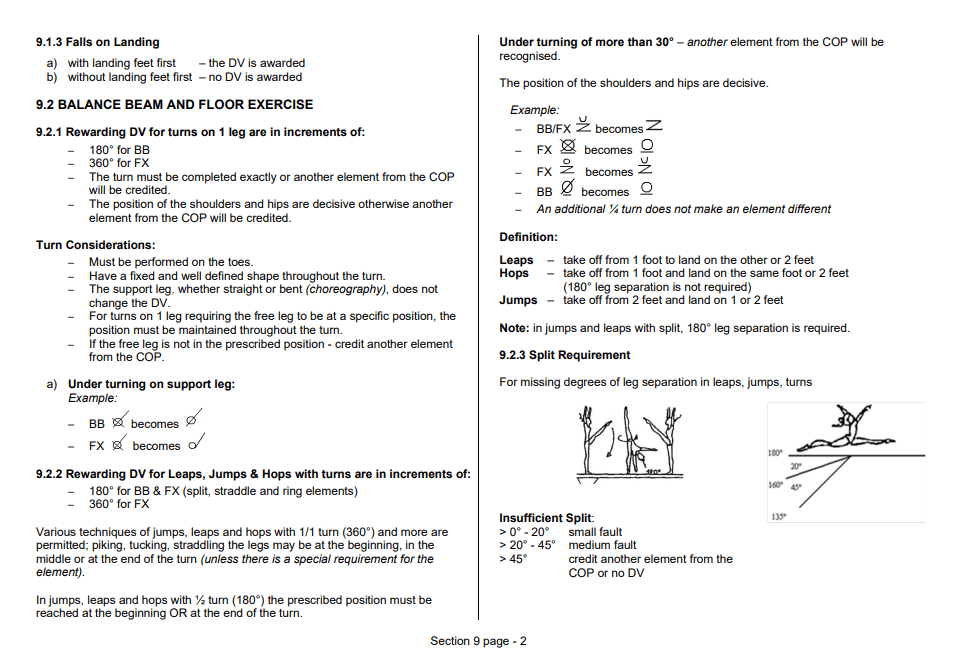 9.1.3 Falls on Landing
a) with landing feet first – the DV is awarded
b) without landing feet first – no DV is awarded
9.2 BALANCE BEAM AND FLOOR EXERCISE
9.2.1 Rewarding DV for turns on 1 leg are in increments of:
– 180° for BB
– 360° for FX
– The turn must be completed exactly or another element from the COP
will be credited.
– The position of the shoulders and hips are decisive otherwise another
element from the COP will be credited.
Turn Considerations:
– Must be performed on the toes.
– Have a fixed and well defined shape throughout the turn.
– The support leg, whether straight or bent (choreography), does not
change the DV.
– For turns on 1 leg requiring the free leg to be at a specific position, the
position must be maintained throughout the turn.
– If the free leg is not in the prescribed position - credit another element
from the COP.
a) Under turning on support leg:
Example:
– BB becomes
– FX becomes
9.2.2 Rewarding DV for Leaps, Jumps & Hops with turns are in increments of:
– 180° for BB & FX (split, straddle and ring elements)
– 360° for FX
Various techniques of jumps, leaps and hops with 1/1 turn (360°) and more are
permitted; piking, tucking, straddling the legs may be at the beginning, in the
middle or at the end of the turn (unless there is a special requirement for the
element).
In jumps, leaps and hops with ½ turn (180°) the prescribed position must be
reached at the beginning OR at the end of the turn.
Under turning of more than 30° – another element from the COP will be
recognised.
The position of the shoulders and hips are decisive.
Example:
– BB/FX becomes
– FX becomes
– FX becomes
– BB becomes
– An additional ¼ turn does not make an element different
Definition:
Leaps – take off from 1 foot to land on the other or 2 feet
Hops – take off from 1 foot and land on the same foot or 2 feet
(180° leg separation is not required)
Jumps – take off from 2 feet and land on 1 or 2 feet
Note: in jumps and leaps with split, 180° leg separation is required.
9.2.3 Split Requirement
For missing degrees of leg separation in leaps, jumps, turns
180°
180°
20°
160° 45°
135°
Insufficient Split:
> 0° - 20° small fault
> 20° - 45° medium fault
> 45° credit another element from the
COP or no DV
Section 9 page - 2